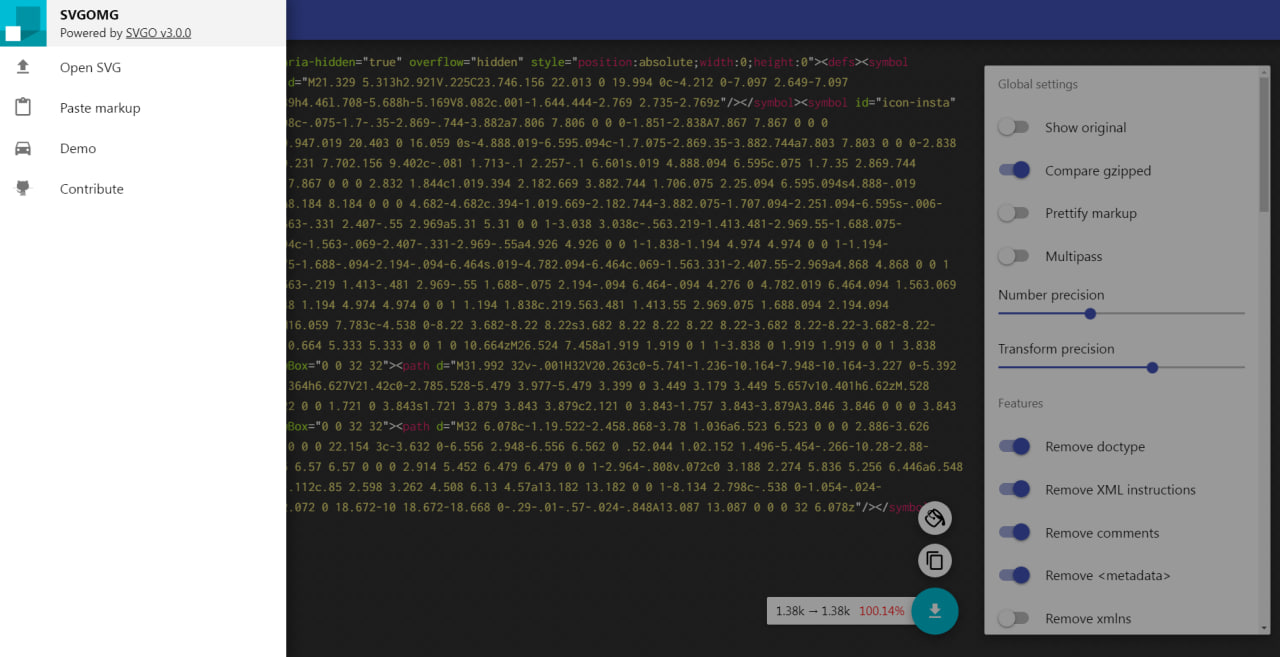 SVGOMG
Powered by SVGO v3.0.0
Open SVG
Paste markup
Demo
Contribute
aria-hidden="true" overflow="hidden" style="position:absolute;width:0;height:0"><defs><symbol
d="M21.329 5.313h2.921V.225C23.746.156 22.013 0 19.994 0c-4.212 0-7.097 2.649-7.097
9h4.46l.708-5.688h-5.169V8.082c.001-1.644.444-2.769 2.735-2.769z"/></symbol><symbol id="icon-insta"
98c-.075-1.7-.35-2.869-.744-3.882a7.806 7.806 0 0 0-1.851-2.838A7.867 7.867 0 0 0
.947.019 20.403 0 16.059 0s-4.888.019-6.595.094c-1.7.075-2.869.35-3.882.744a7.803 7.803 0 0 0-2.838
.231 7.702.156 9.402c-.081 1.713-.1 2.257-.1 6.601s.019 4.888.094 6.595c.075 1.7.35 2.869.744
7.867 0 0 0 2.832 1.844c1.019.394 2.182.669 3.882.744 1.706.075 2.25.094 6.595.094s4.888-.019
a8.184 8.184 0 0 0 4.682-4.682c.394-1.019.669-2.182.744-3.882.075-1.707.094-2.251.094-6.595s-.006-
63-.331 2.407-.55 2.969a5.31 5.31 0 0 1-3.038 3.038c-.563.219-1.413.481-2.969.55-1.688.075-
4c-1.563-.069-2.407-.331-2.969-.55a4.926 4.926 0 0 1-1.838-1.194 4.974 4.974 0 0 1-1.194-
5-1.688-.094-2.194-.094-6.464s.019-4.782.094-6.464c.069-1.563.331-2.407.55-2.969a4.868 4.868 0 0 1
63-.219 1.413-.481 2.969-.55 1.688-.075 2.194-.094 6.464-.094 4.276 0 4.782.019 6.464.094 1.563.069
8 1.194 4.974 4.974 0 0 1 1.194 1.838c.219.563.481 1.413.55 2.969.075 1.688.094 2.194.094
M16.059 7.783c-4.538 0-8.22 3.682-8.22 8.22s3.682 8.22 8.22 8.22 8.22-3.682 8.22-8.22-3.682-8.22-
0.664 5.333 5.333 0 0 1 0 10.664zM26.524 7.458a1.919 1.919 0 1 1-3.838 0 1.919 1.919 0 0 1 3.838
Box="0 0 32 32"><path d="M31.992 32v-.001H32V20.263c0-5.741-1.236-10.164-7.948-10.164-3.227 0-5.392
364h6.627V21.42c0-2.785.528-5.479 3.977-5.479 3.399 0 3.449 3.179 3.449 5.657v10.401h6.62zM.528
2 0 0 1.721 0 3.843s1.721 3.879 3.843 3.879c2.121 0 3.843-1.757 3.843-3.879A3.846 3.846 0 0 0 3.843
Box="0 0 32 32"><path d="M32 6.078c-1.19.522-2.458.868-3.78 1.036a6.523 6.523 0 0 0 2.886-3.626
0 0 0 22.154 3c-3.632 0-6.556 2.948-6.556 6.562 0 .52.044 1.02.152 1.496-5.454-.266-10.28-2.88-
6.57 6.57 0 0 0 2.914 5.452 6.479 6.479 0 0 1-2.964-.808v.072c0 3.188 2.274 5.836 5.256 6.446a6.548
.112c.85 2.598 3.262 4.508 6.13 4.57a13.182 13.182 0 0 1-8.134 2.798c-.538 0-1.054-.024-
.072 0 18.672-10 18.672-18.668 0-.29-.01-.57-.024-.848A13.087 13.087 0 0 0 32 6.078z"/></symbo
1.38k → 1.38k 100.14%
Global settings
Show original
Compare gzipped
Prettify markup
Multipass
Number precision
Transform precision
Features
Remove doctype
Remove XML instructions
Remove comments
Remove <metadata>
Remove xmlns